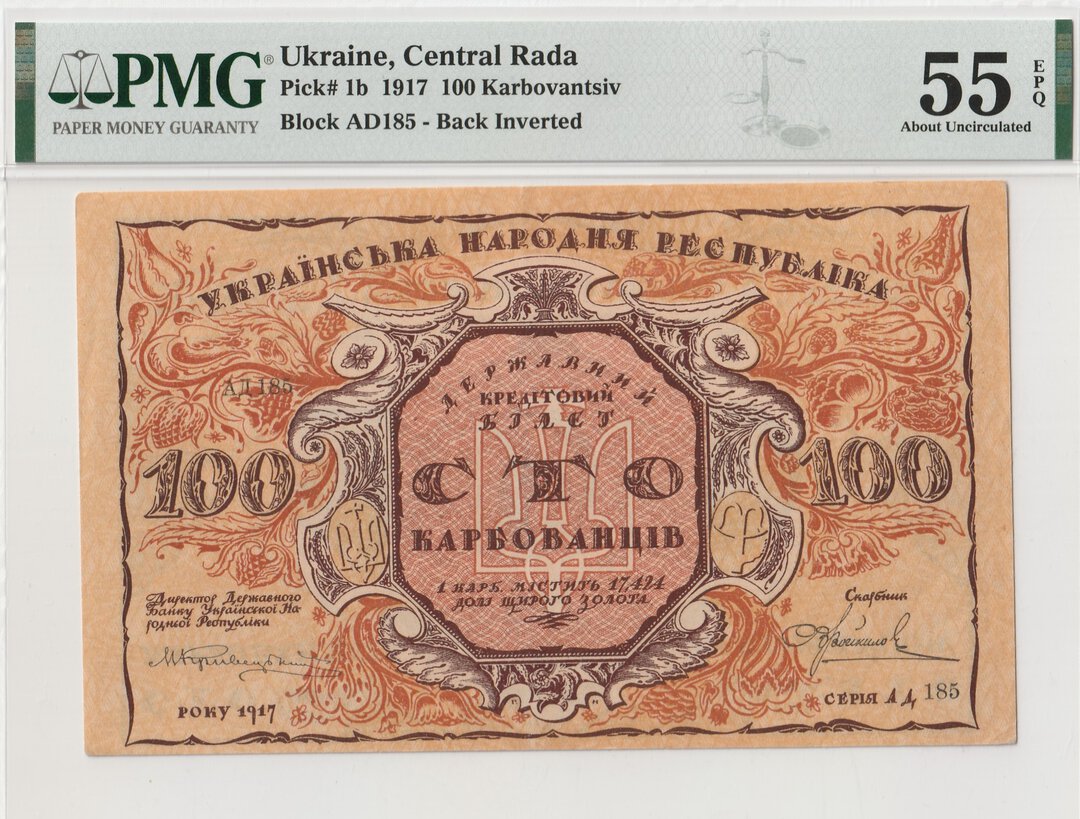 PMG®
PAPER MONEY GUARANTY
Ukraine, Central Rada
Pick# 1b 1917 100 Karbovantsiv
Block AD185 - Back Inverted
55 EPQ
About Uncirculated
УКРАЇНСЬКА НАРОДНЯ РЕСПУБЛІКА
ДЕРЖАВНИЙ
КРЕДІТОВИЙ
БІЛЄТ
АД 185
СТО
100 100
КАРБОВАНЦІВ
1 КАРБ. МІСТИТЬ 17,424
ДОЛІ ЩИРОГО ЗОЛОТА
Директор Державного
Банку Української На-
родньої Республіки
Скарбник
РОКУ 1917
СЕРІЯ АД 185